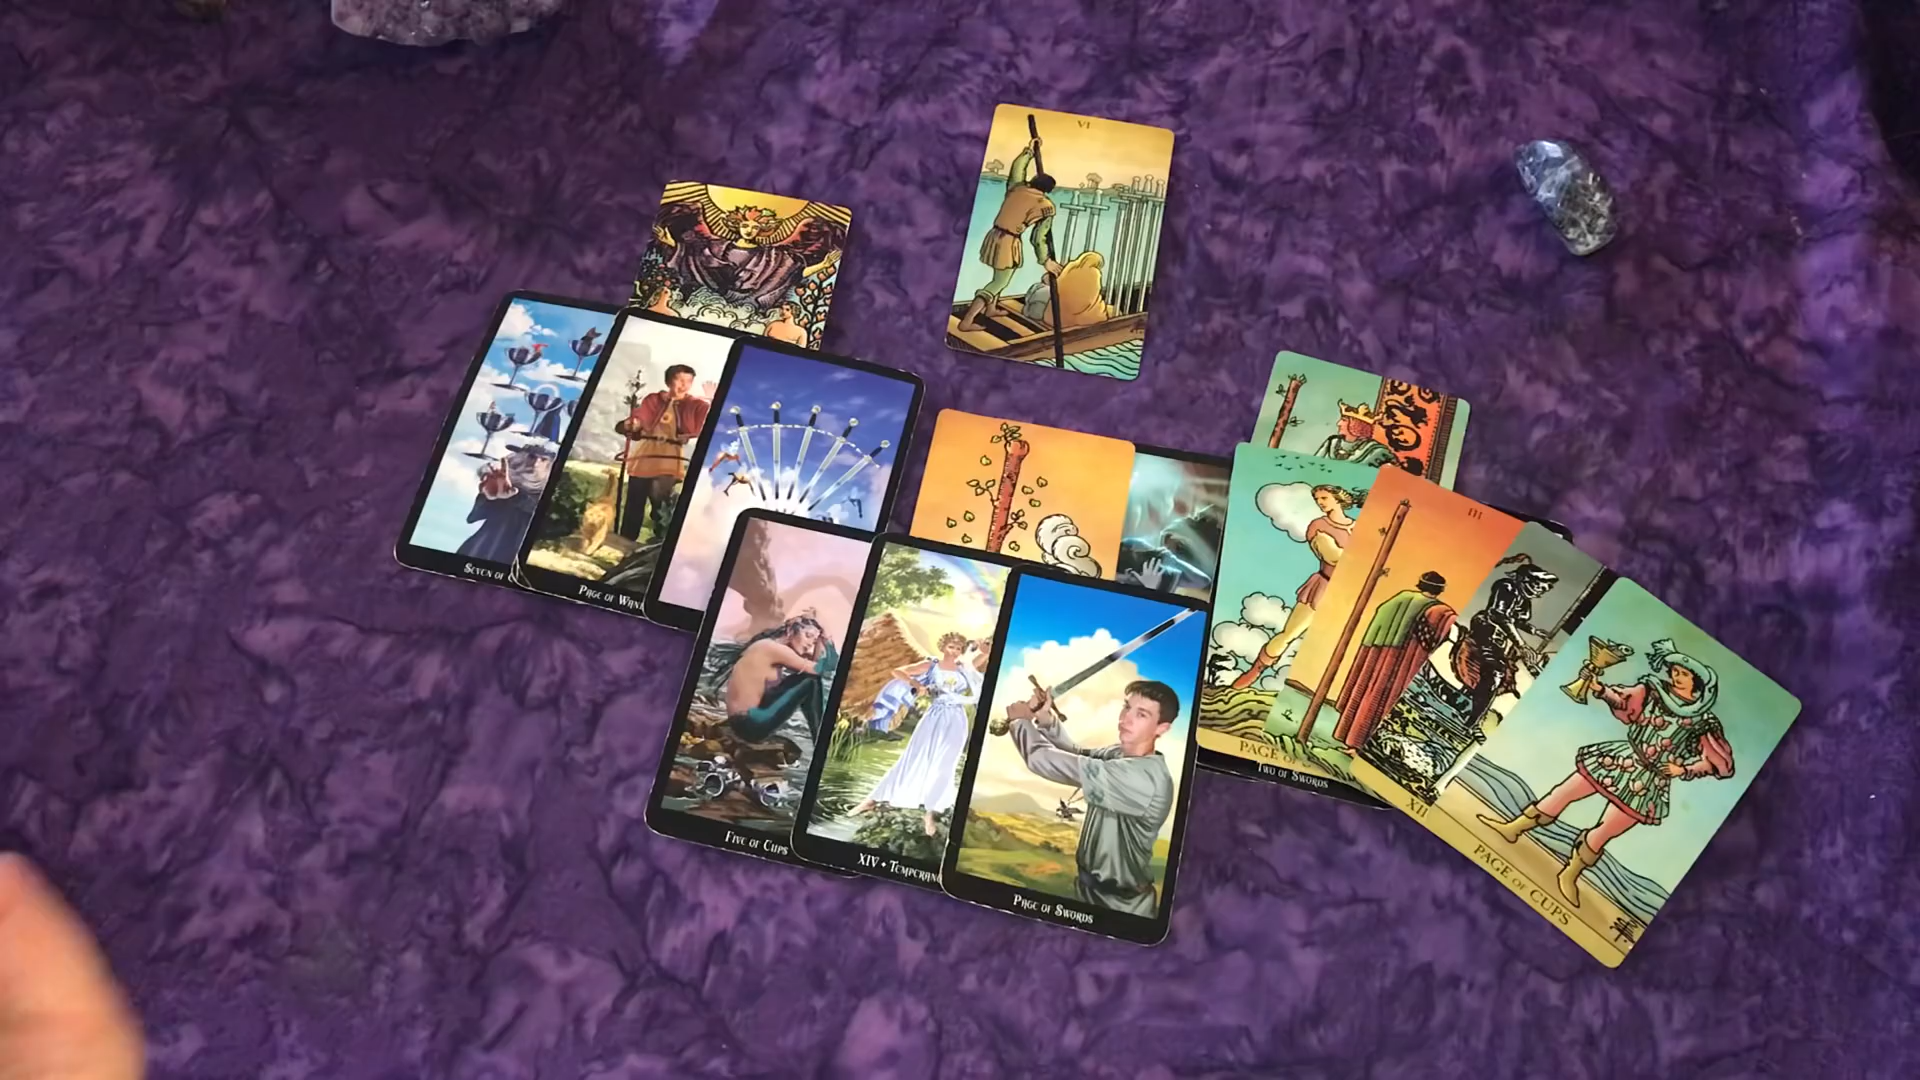 VI
III
SEVEN OF
PAGE OF WAN
PAGE OF
TWO OF SWORDS
XII
FIVE OF CUPS
XIV • TEMPERAN
PAGE OF SWORDS
PAGE OF CUPS